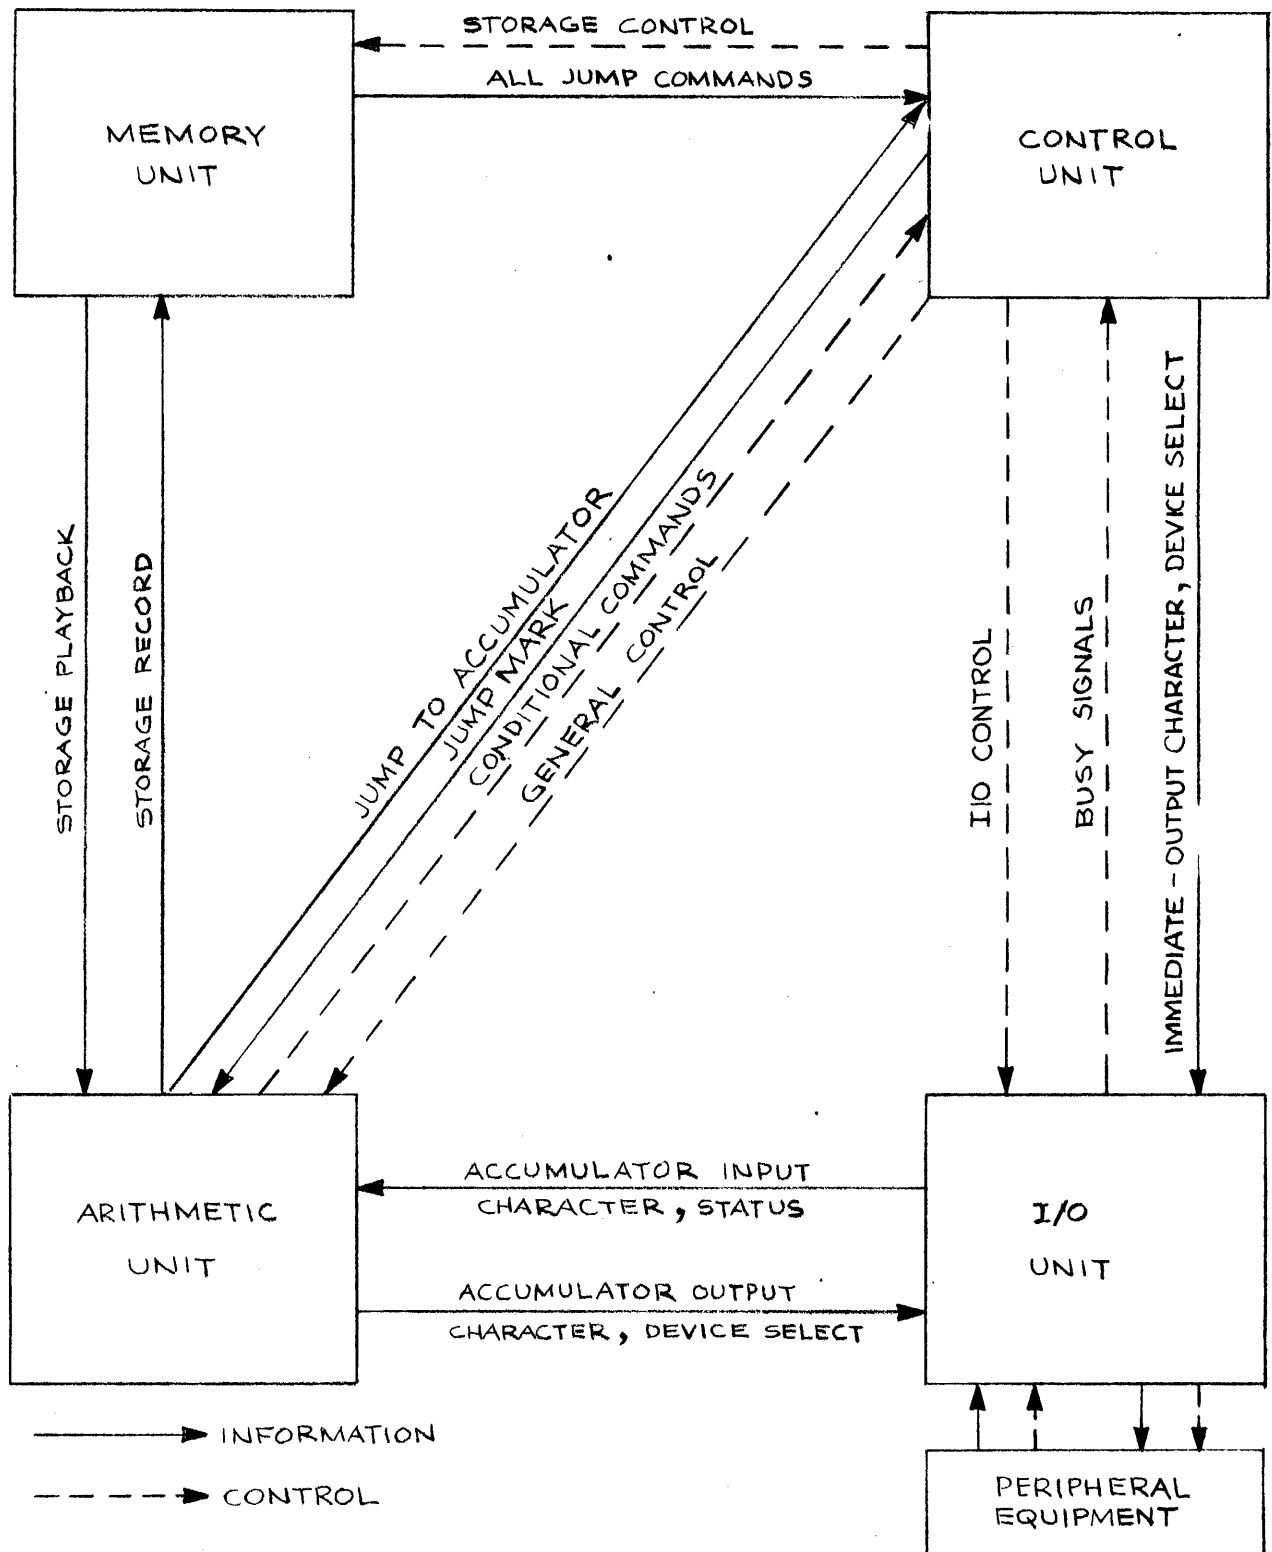 STORAGE CONTROL
ALL JUMP COMMANDS
MEMORY
UNIT
CONTROL
UNIT
STORAGE PLAYBACK
STORAGE RECORD
JUMP TO ACCUMULATOR
JUMP MARK
CONDITIONAL COMMANDS
GENERAL CONTROL
I/O CONTROL
BUSY SIGNALS
IMMEDIATE - OUTPUT CHARACTER, DEVICE SELECT
ARITHMETIC
UNIT
ACCUMULATOR INPUT
CHARACTER, STATUS
ACCUMULATOR OUTPUT
CHARACTER, DEVICE SELECT
I/O
UNIT
INFORMATION
CONTROL
PERIPHERAL
EQUIPMENT